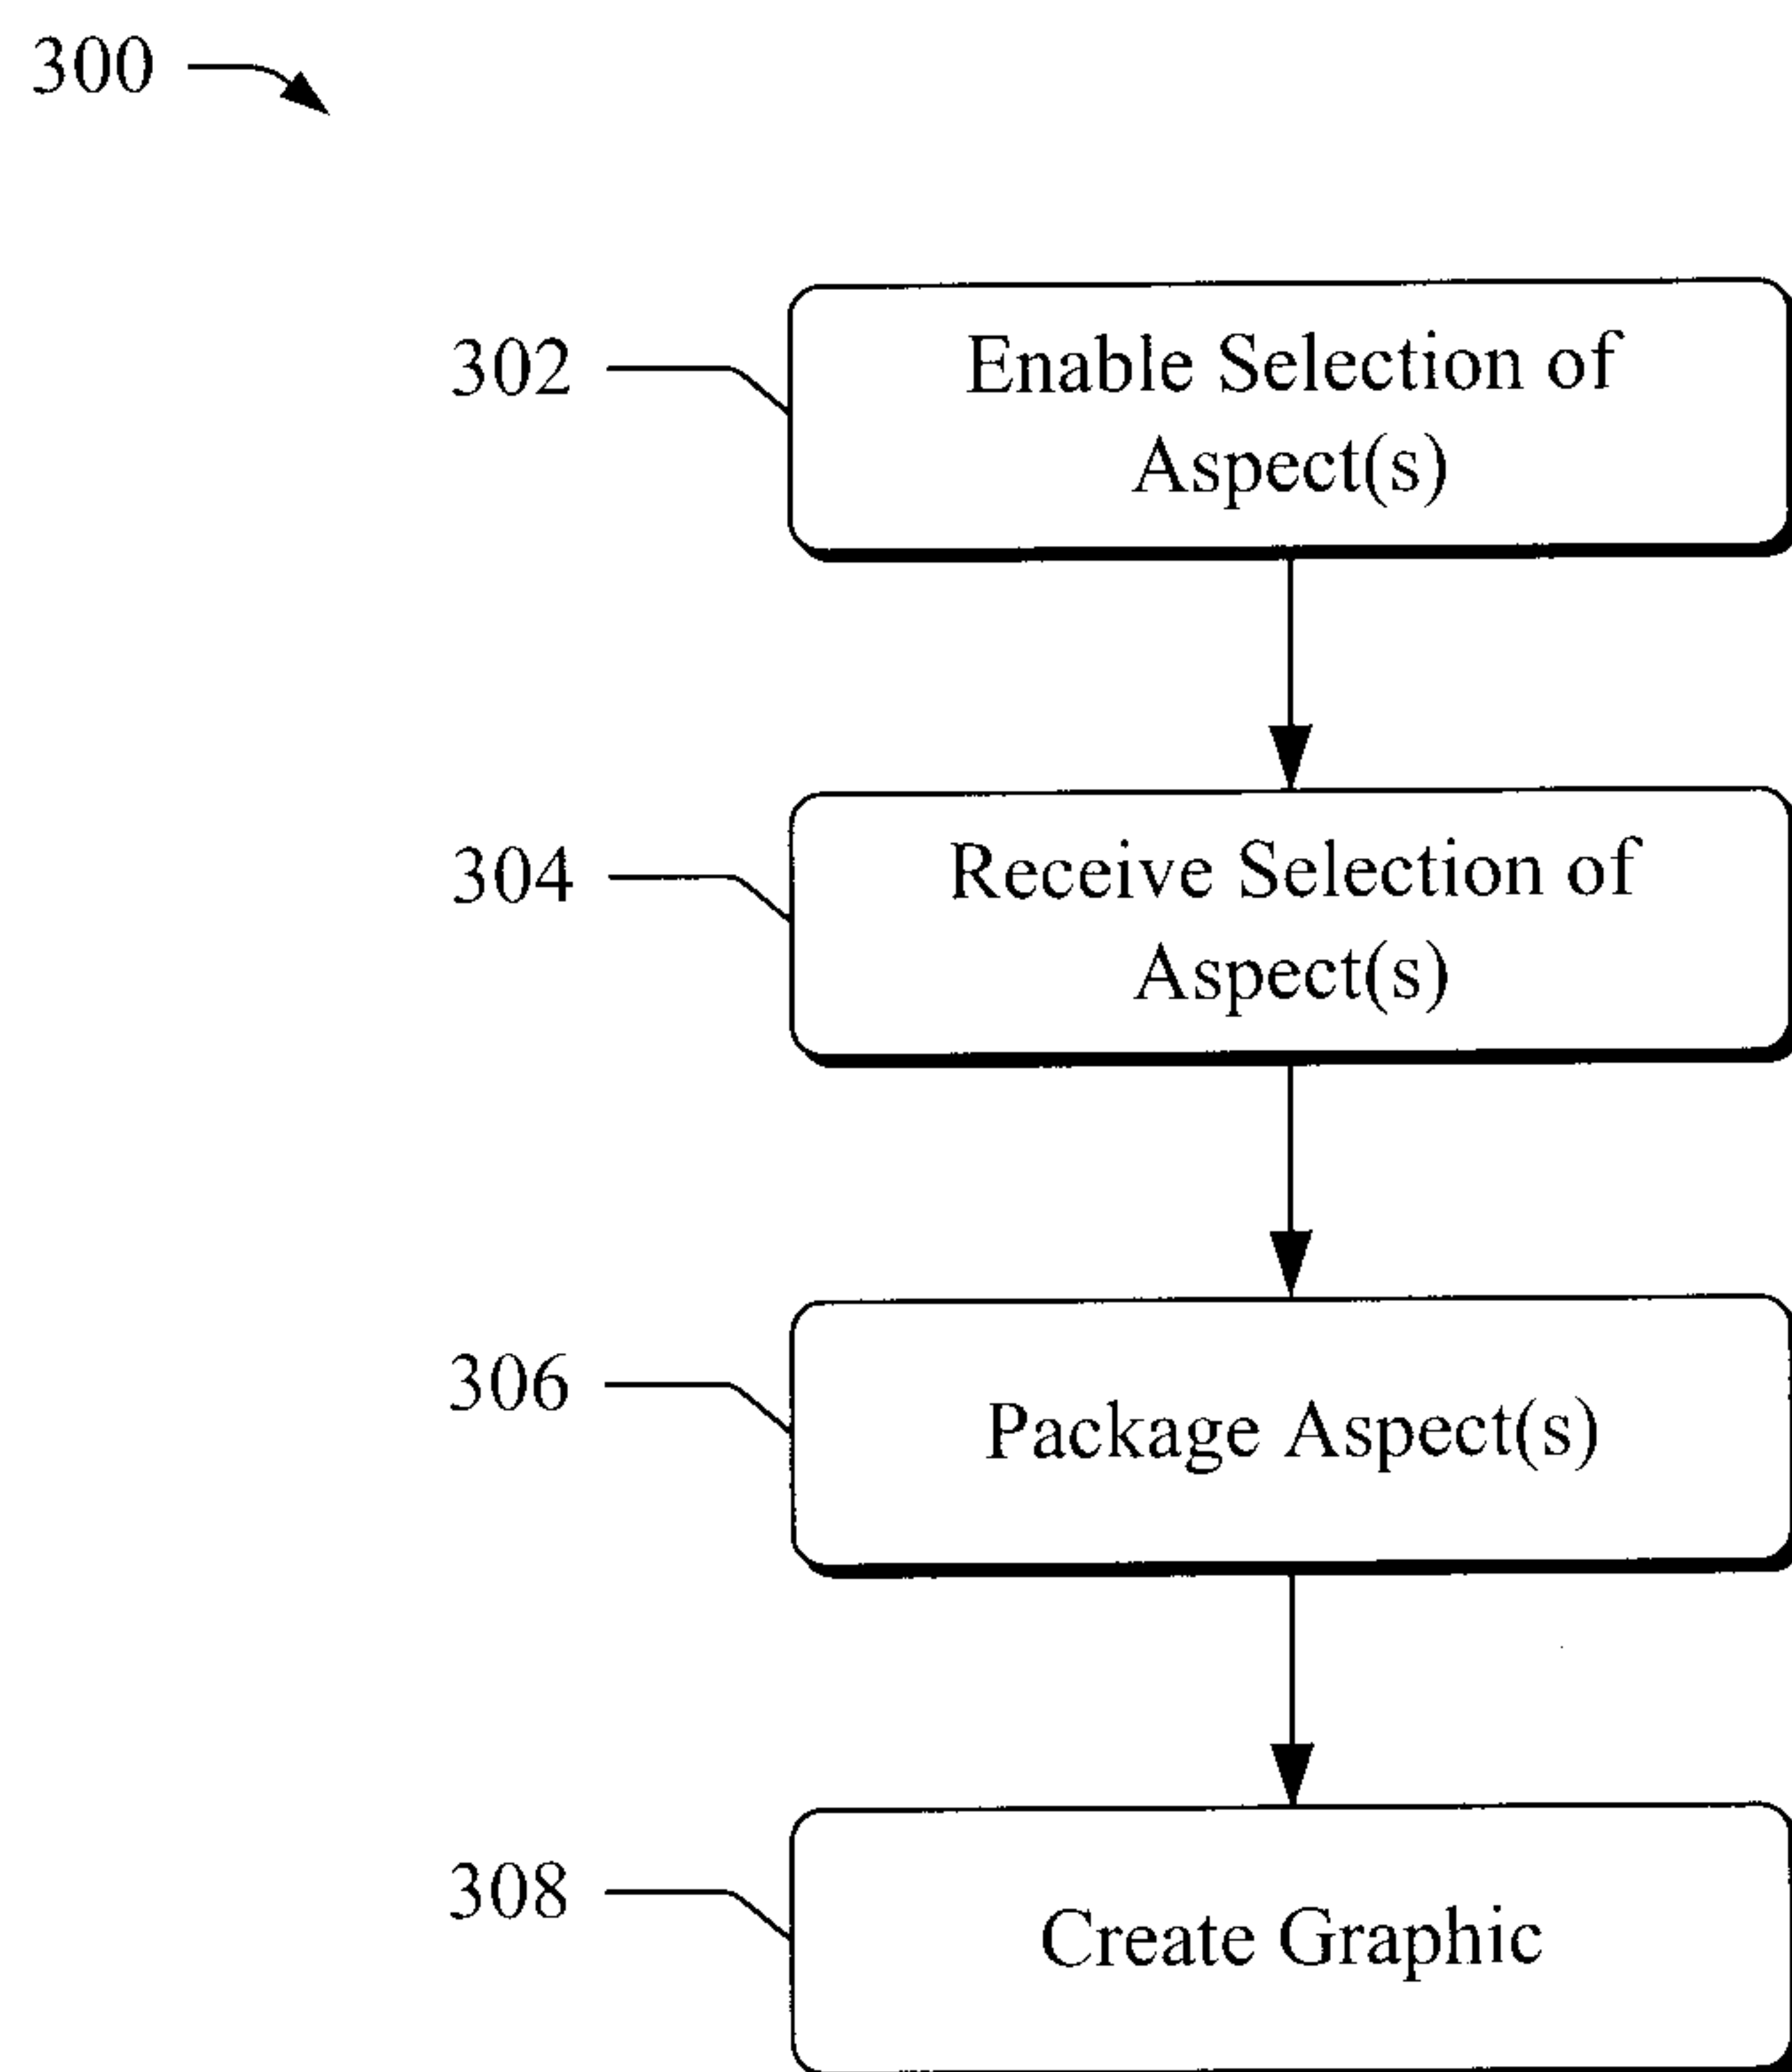 300
302
Enable Selection of
Aspect(s)
304
Receive Selection of
Aspect(s)
306
Package Aspect(s)
308
Create Graphic